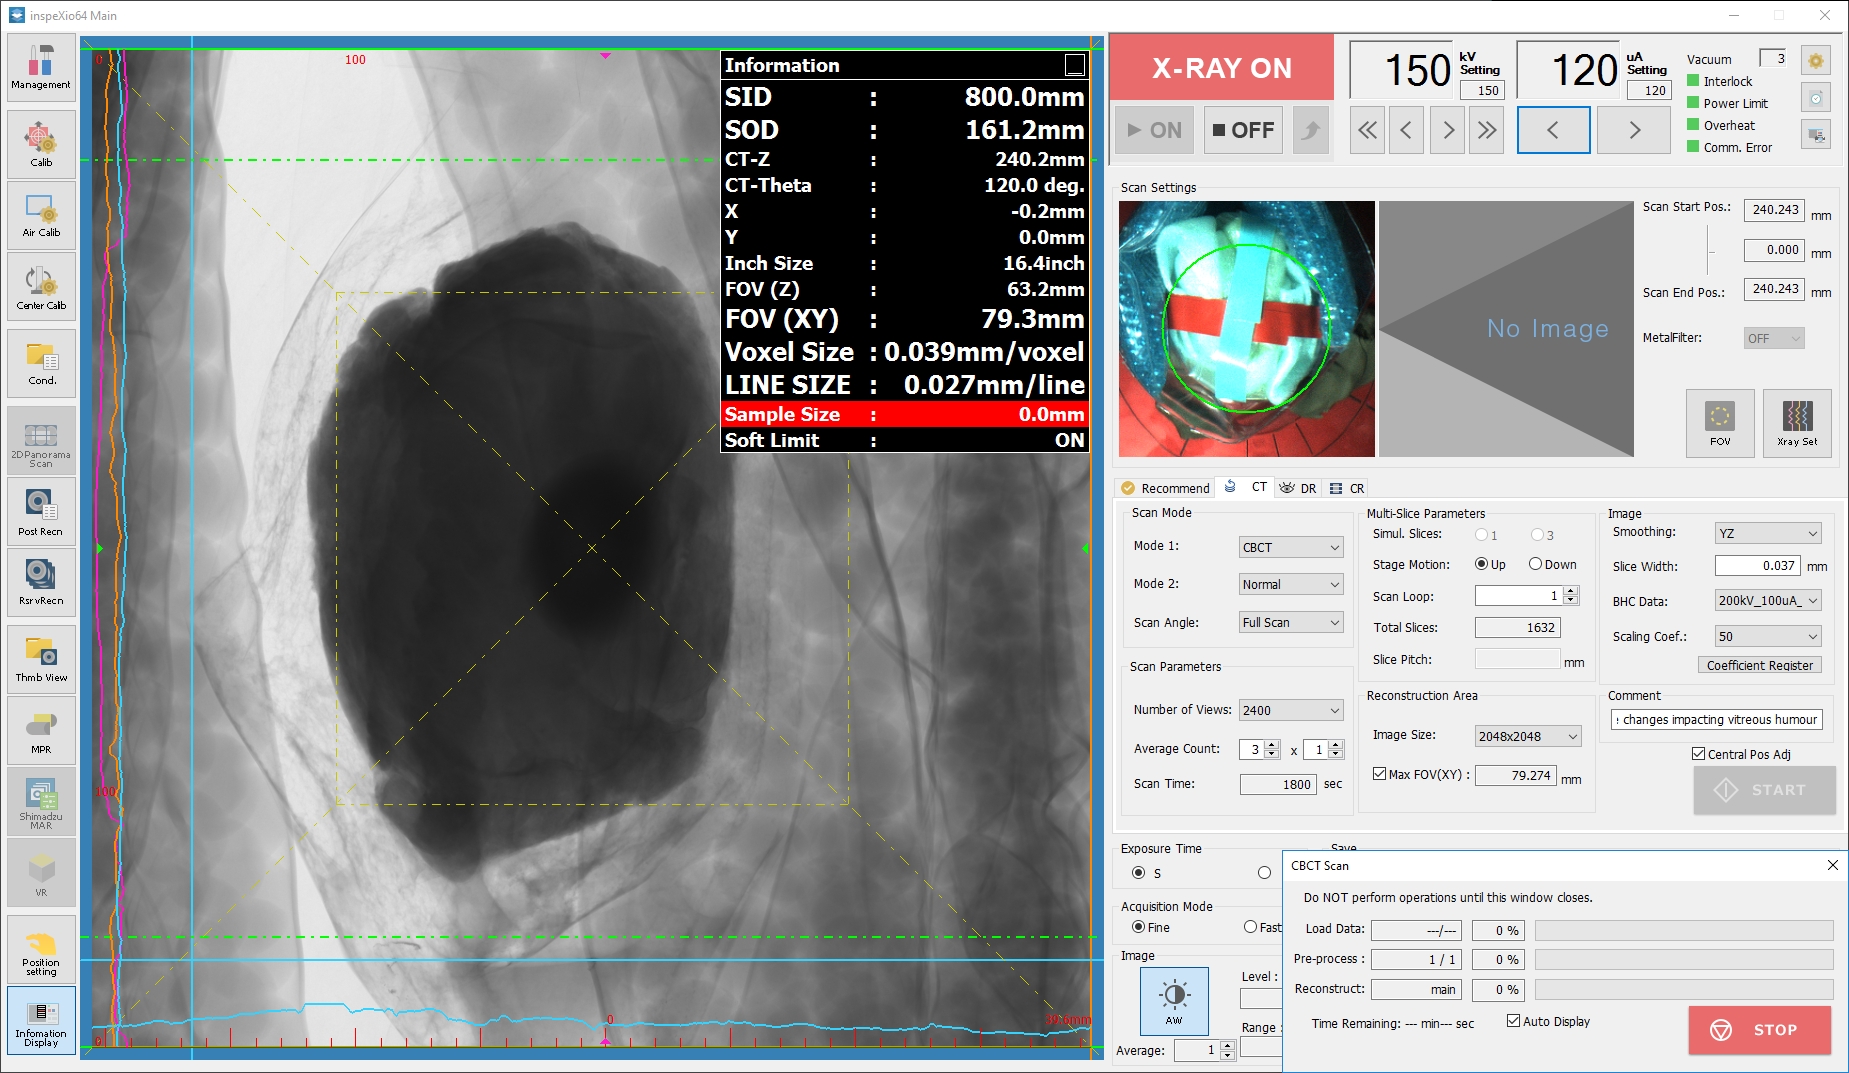 inspeXio64 Main
Management
Calib
Air Calib
Center Calib
Cond.
2DPanorama
Scan
Post Recn
RsrvRecn
Thmb View
MPR
Shimadzu
MAR
VR
Position
setting
Infomation
Display
0
100
100
0
0
39.6mm
Information
SID : 800.0mm
SOD : 161.2mm
CT-Z : 240.2mm
CT-Theta : 120.0 deg.
X : -0.2mm
Y : 0.0mm
Inch Size : 16.4inch
FOV (Z) : 63.2mm
FOV (XY) : 79.3mm
Voxel Size : 0.039mm/voxel
LINE SIZE : 0.027mm/line
Sample Size : 0.0mm
Soft Limit : ON
X-RAY ON
ON
OFF
150
kV
Setting
150
120
uA
Setting
120
Vacuum 3
Interlock
Power Limit
Overheat
Comm. Error
Scan Settings
No Image
Scan Start Pos.: 240.243 mm
0.000 mm
Scan End Pos.: 240.243 mm
MetalFilter: OFF
FOV
Xray Set
Recommend CT DR CR
Scan Mode
Mode 1: CBCT
Mode 2: Normal
Scan Angle: Full Scan
Scan Parameters
Number of Views: 2400
Average Count: 3 x 1
Scan Time: 1800 sec
Multi-Slice Parameters
Simul. Slices: 1 3
Stage Motion: Up Down
Scan Loop: 1
Total Slices: 1632
Slice Pitch: mm
Reconstruction Area
Image Size: 2048x2048
Max FOV(XY) : 79.274 mm
Image
Smoothing: YZ
Slice Width: 0.037 mm
BHC Data: 200kV_100uA_
Scaling Coef.: 50
Coefficient Register
Comment
changes impacting vitreous humour
Central Pos Adj
START
Exposure Time
S
Save
Acquisition Mode
Fine Fast
Image
AW
Level :
Range :
Average: 1
CBCT Scan
Do NOT perform operations until this window closes.
Load Data: ---/--- 0 %
Pre-process : 1 / 1 0 %
Reconstruct: main 0 %
Time Remaining: --- min--- sec
Auto Display
STOP